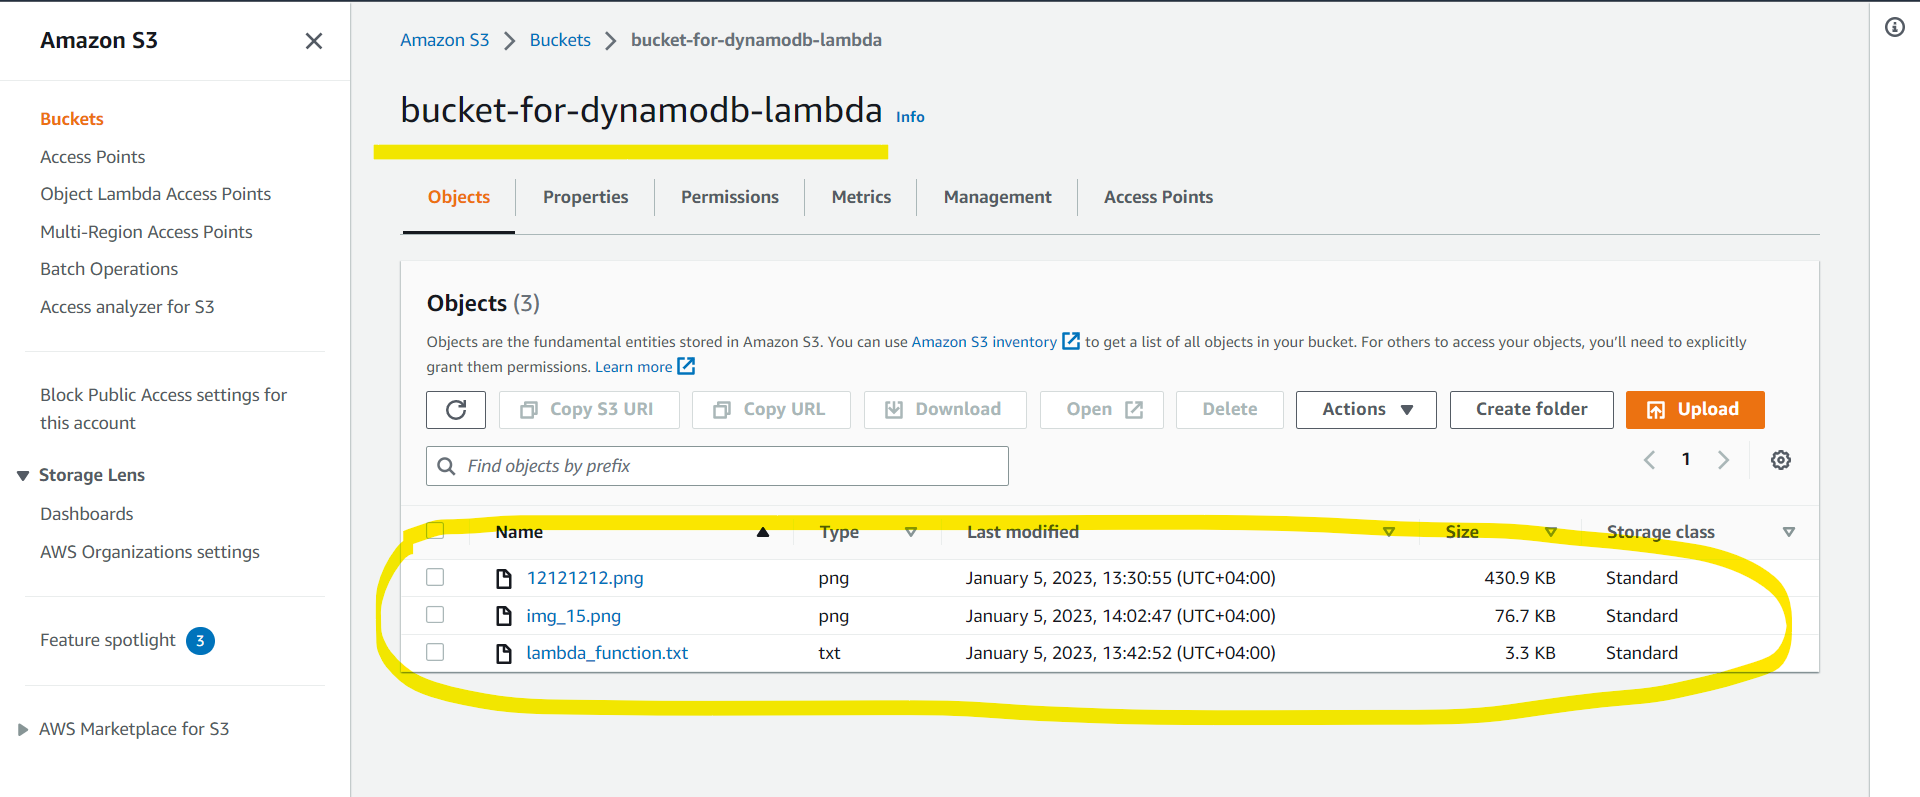 Amazon S3
Buckets
Access Points
Object Lambda Access Points
Multi-Region Access Points
Batch Operations
Access analyzer for S3
Block Public Access settings for
this account
Storage Lens
Dashboards
AWS Organizations settings
Feature spotlight 3
AWS Marketplace for S3
Amazon S3 Buckets bucket-for-dynamodb-lambda
bucket-for-dynamodb-lambda Info
Objects Properties Permissions Metrics Management Access Points
Objects (3)
Objects are the fundamental entities stored in Amazon S3. You can use Amazon S3 inventory to get a list of all objects in your bucket. For others to access your objects, you’ll need to explicitly
grant them permissions. Learn more
Copy S3 URI Copy URL Download Open Delete Actions Create folder Upload
Find objects by prefix 1
Name Type Last modified Size Storage class
12121212.png png January 5, 2023, 13:30:55 (UTC+04:00) 430.9 KB Standard
img_15.png png January 5, 2023, 14:02:47 (UTC+04:00) 76.7 KB Standard
lambda_function.txt txt January 5, 2023, 13:42:52 (UTC+04:00) 3.3 KB Standard